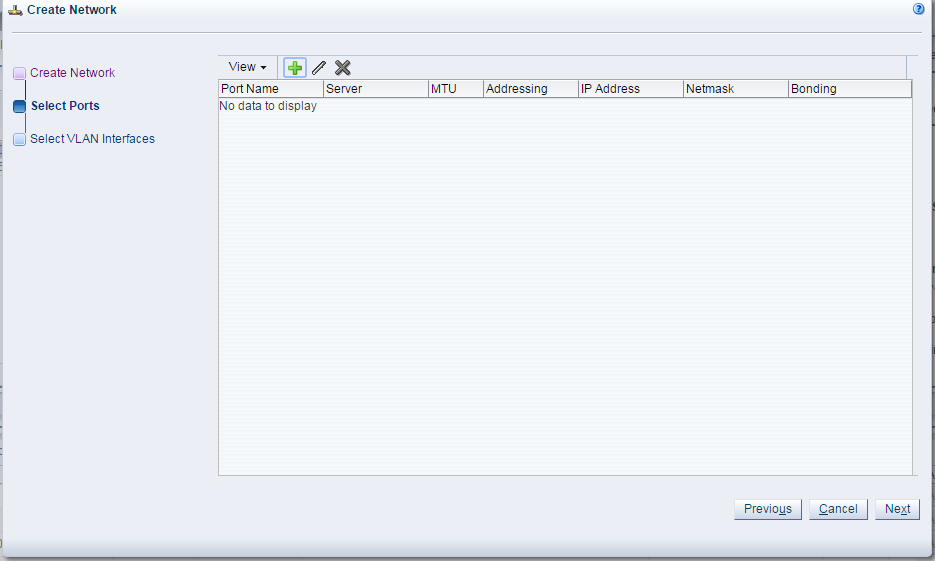 Create Network
Create Network
Select Ports
Select VLAN Interfaces
View
Port Name Server MTU Addressing IP Address Netmask Bonding
No data to display
Previous Cancel Next